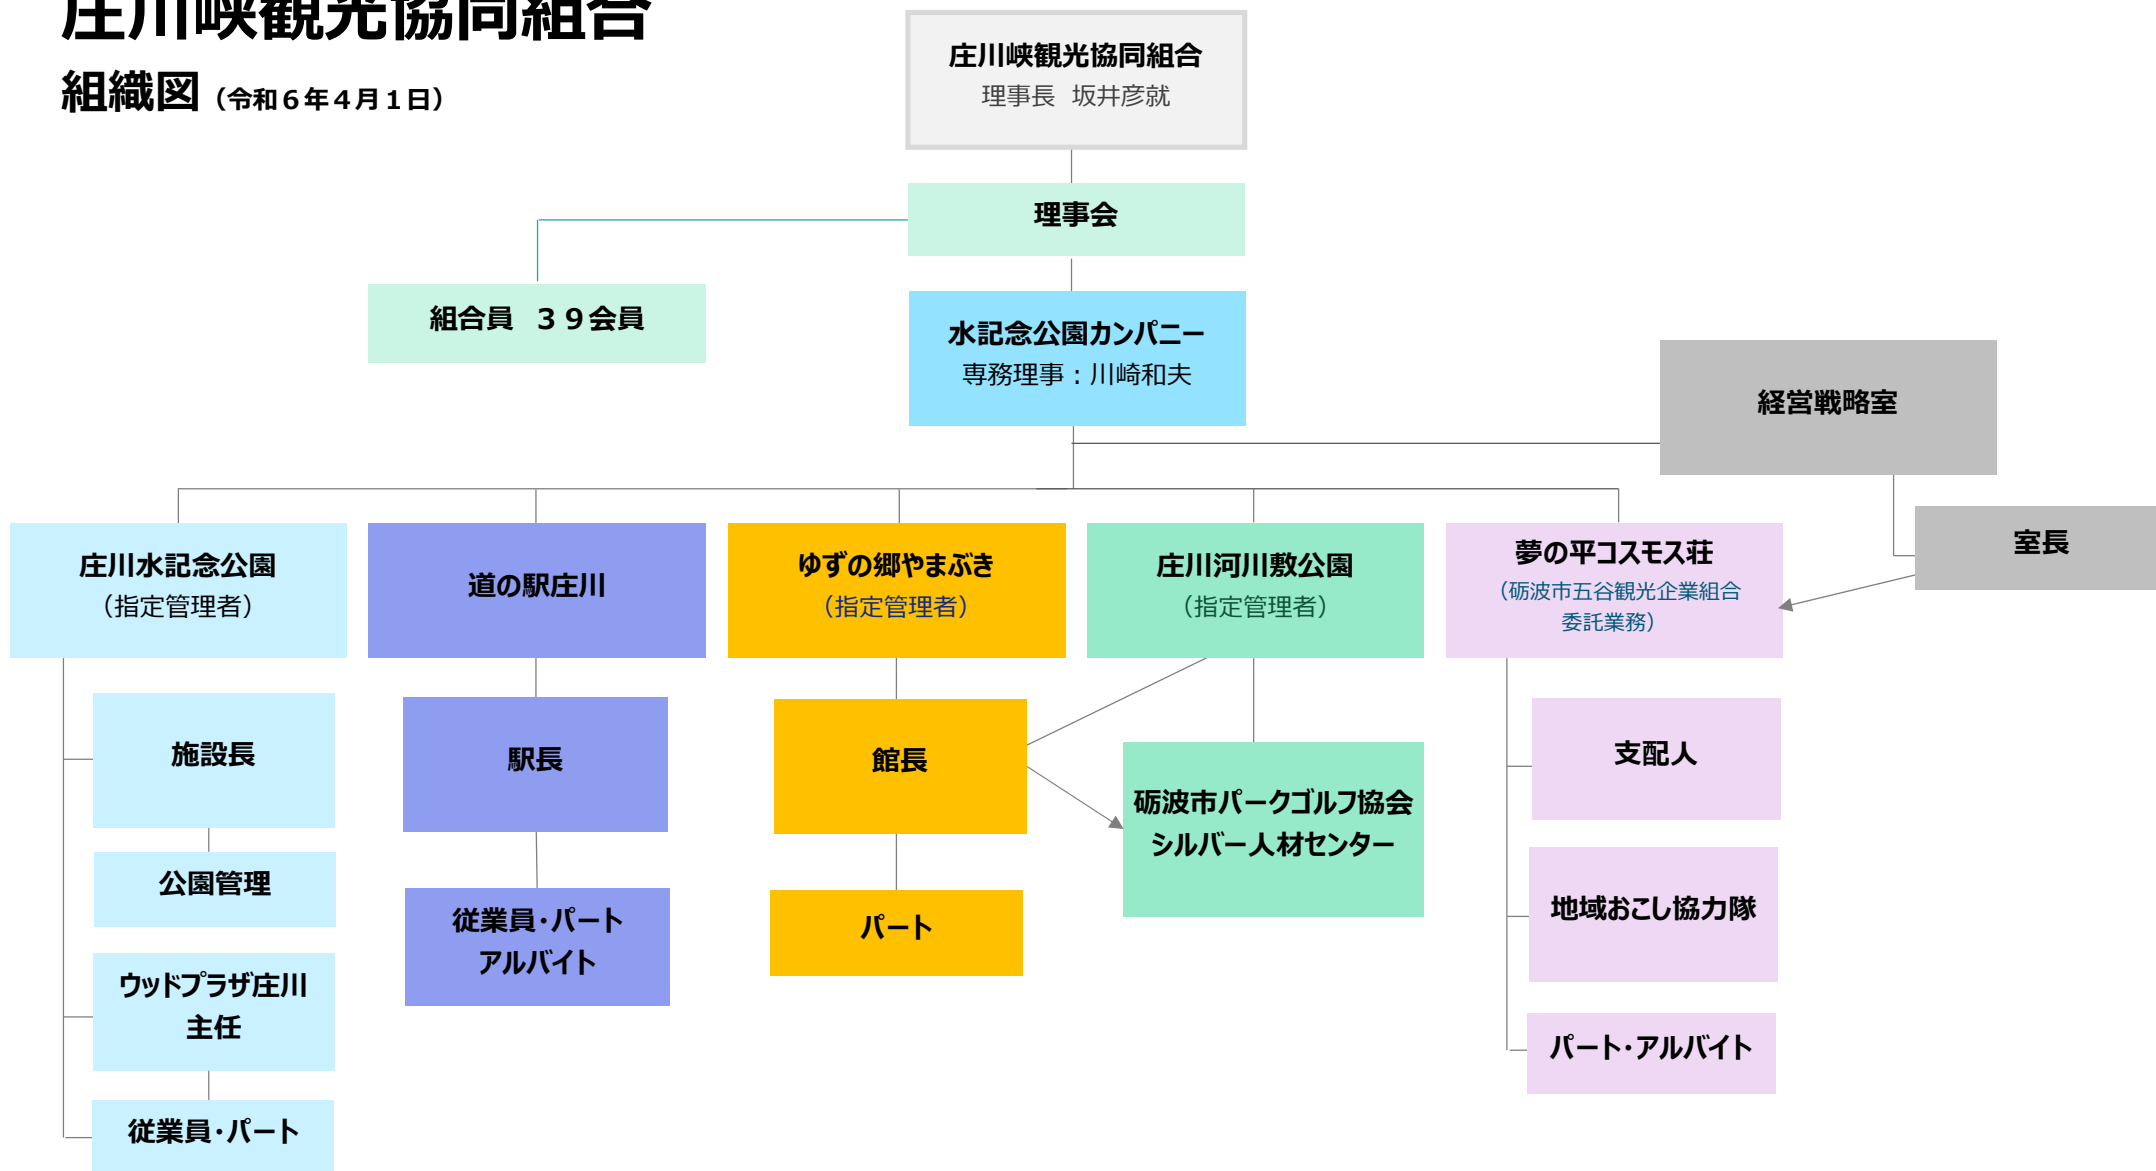 庄川峡観光協同組合
組織図（令和６年４月１日）
庄川峡観光協同組合
理事長　坂井彦就
理事会
組合員　３９会員
水記念公園カンパニー
専務理事：川崎和夫
経営戦略室
室長
庄川水記念公園
（指定管理者）
道の駅庄川
ゆずの郷やまぶき
（指定管理者）
庄川河川敷公園
（指定管理者）
夢の平コスモス荘
（砺波市五谷観光企業組合
委託業務）
施設長
駅長
館長
砺波市パークゴルフ協会
シルバー人材センター
支配人
公園管理
従業員・パート
アルバイト
パート
地域おこし協力隊
ウッドプラザ庄川
主任
パート・アルバイト
従業員・パート